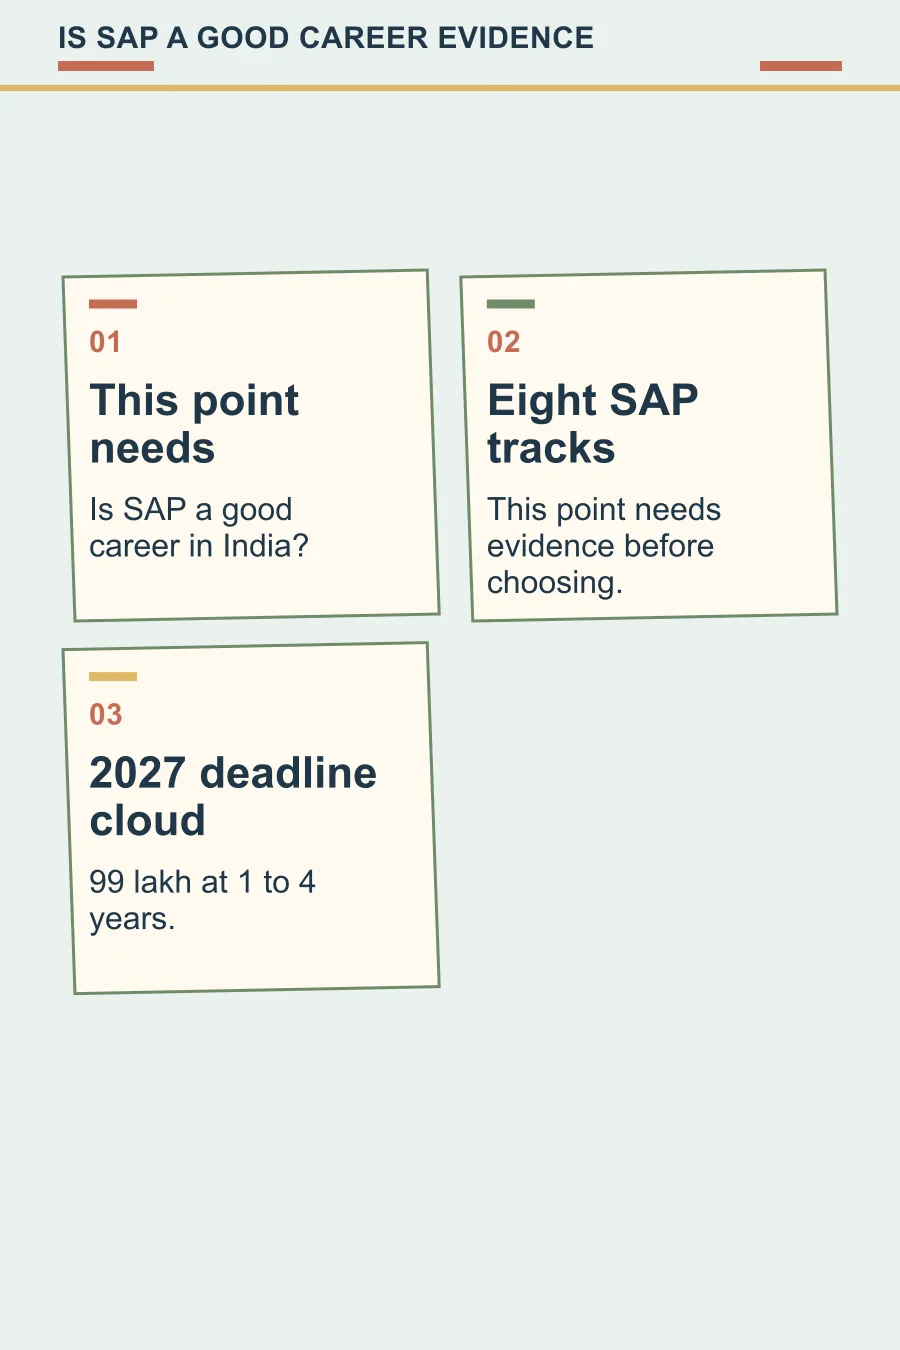 IS SAP A GOOD CAREER EVIDENCE
01
This point
needs
Is SAP a good
career in India?
02
Eight SAP
tracks
This point needs
evidence before
choosing.
03
2027 deadline
cloud
99 lakh at 1 to 4
years.